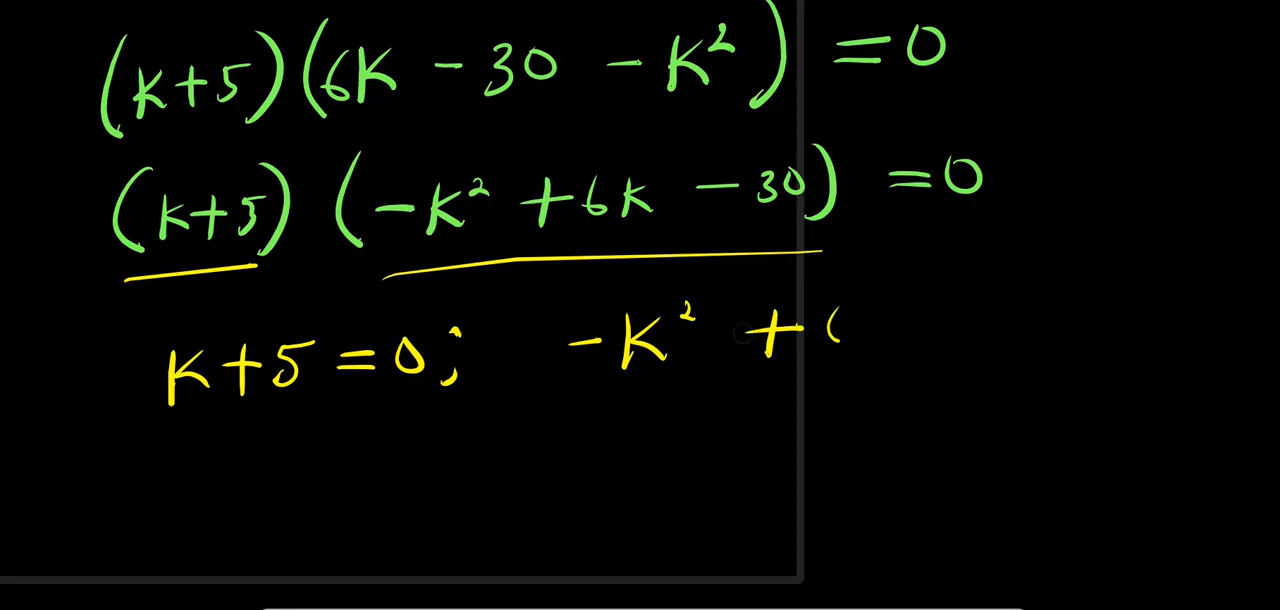 (K+5)(6K - 30 - K²) = 0
(K+5) (-K² + 6K - 30) = 0
K+5 = 0; -K² + (